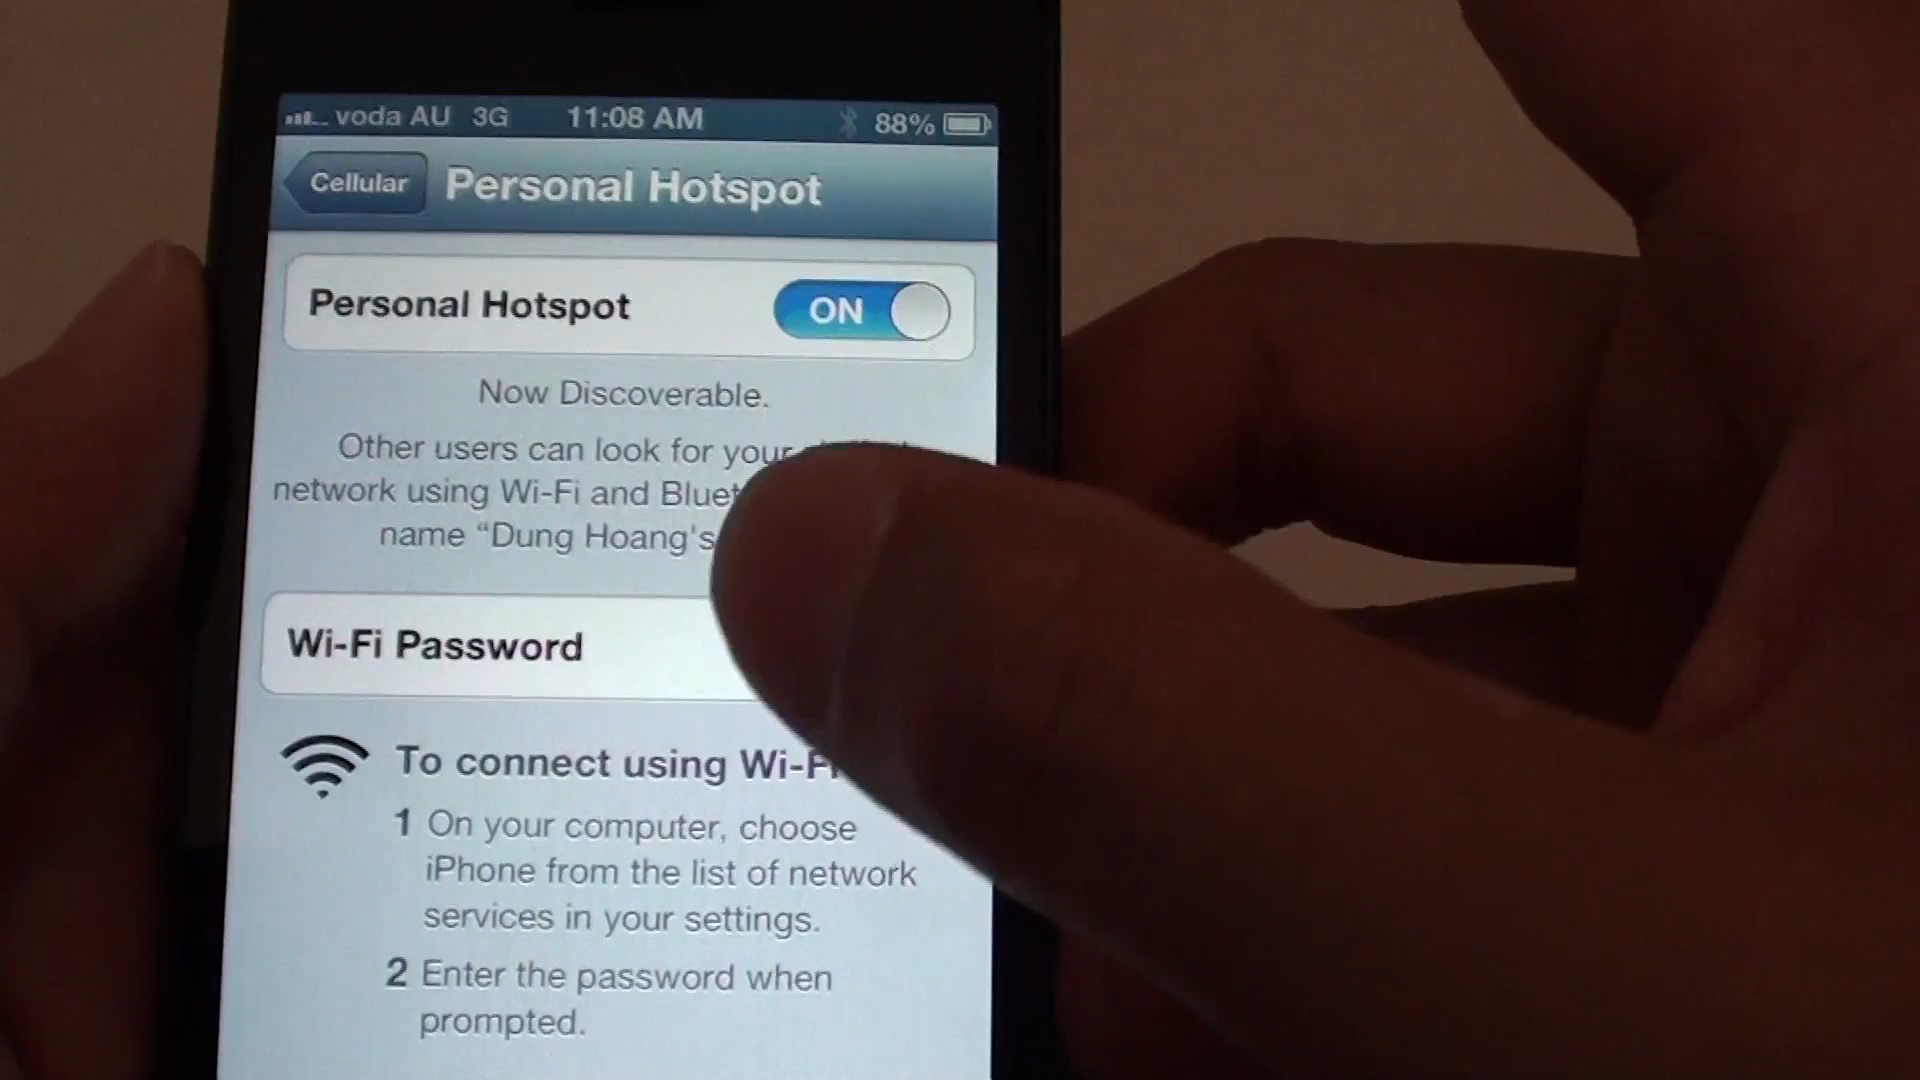 voda AU 3G 11:08 AM 88%
Cellular Personal Hotspot
Personal Hotspot ON
Now Discoverable.
Other users can look for your
network using Wi-Fi and
name “Dung Hoang's
Wi-Fi Password
To connect using Wi-Fi
1 On your computer, choose
iPhone from the list of network
services in your settings.
2 Enter the password when
prompted.